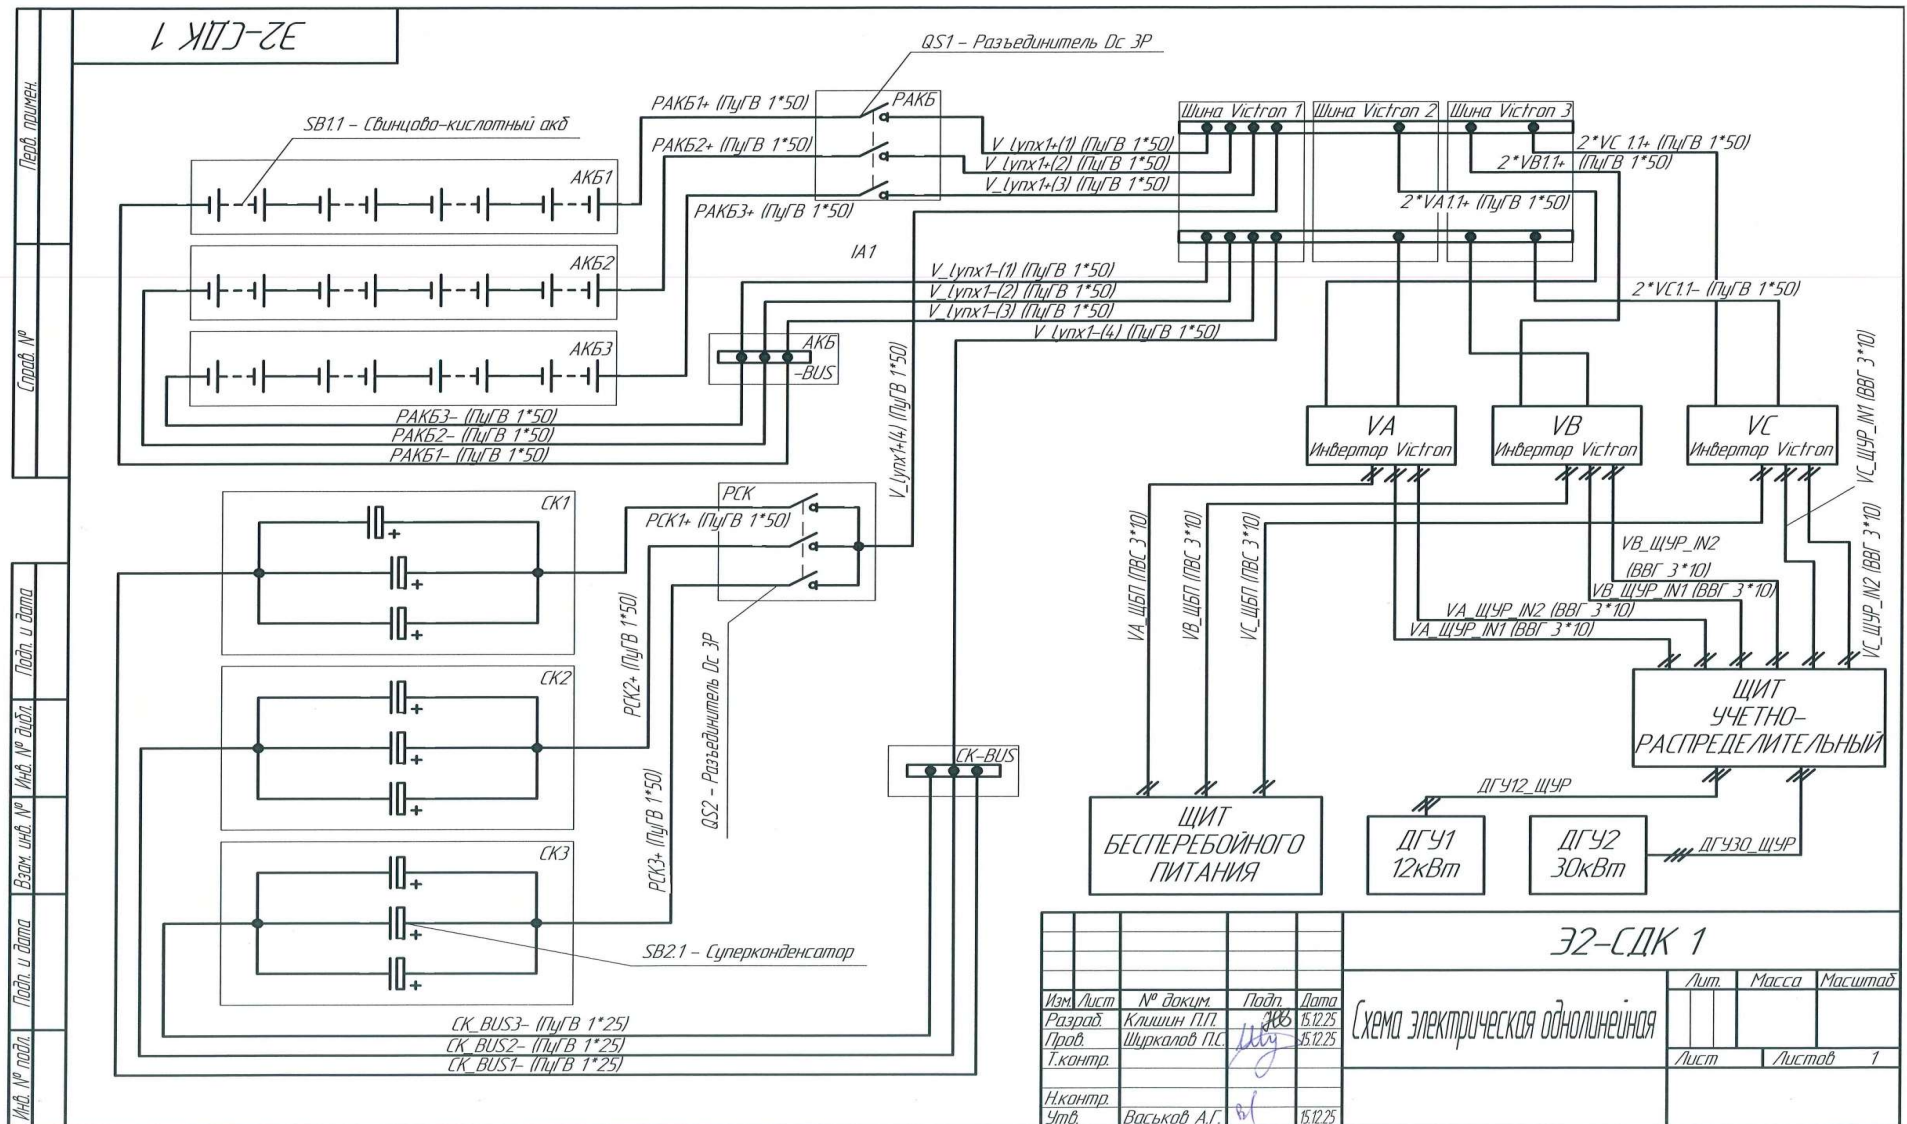 Э2-СДК 1
QS1 - Разъединитель Dc 3P
Перв. примен.
Справ. №
Подп. и дата
Инв. № дубл.
Взам. инв. №
Подп. и дата
Инв. № подл.
SB1.1 - Свинцово-кислотный акб
РАКБ1+ (ПуГВ 1*50)
РАКБ
РАКБ2+ (ПуГВ 1*50)
РАКБ3+ (ПуГВ 1*50)
АКБ1
АКБ2
АКБ3
IA1
Шина Victron 1
Шина Victron 2
Шина Victron 3
V_lynx1+(1) (ПуГВ 1*50)
V_lynx1+(2) (ПуГВ 1*50)
V_lynx1+(3) (ПуГВ 1*50)
2*VC 1.1+ (ПуГВ 1*50)
2*VB1.1+ (ПуГВ 1*50)
2*VA1.1+ (ПуГВ 1*50)
V_lynx1-(1) (ПуГВ 1*50)
V_lynx1-(2) (ПуГВ 1*50)
V_lynx1-(3) (ПуГВ 1*50)
V lynx1-(4) (ПуГВ 1*50)
2*VC1.1- (ПуГВ 1*50)
АКБ
-BUS
РАКБ3- (ПуГВ 1*50)
РАКБ2- (ПуГВ 1*50)
РАКБ1- (ПуГВ 1*50)
V_lynx1+(4) (ПуГВ 1*50)
VA
Инвертор Victron
VB
Инвертор Victron
VC
Инвертор Victron
VC_ЩУР_IN1 (ВВГ 3*10)
VC_ЩУР_IN2 (ВВГ 3*10)
СК1
РСК
РСК1+ (ПуГВ 1*50)
РСК2+ (ПуГВ 1*50)
РСК3+ (ПуГВ 1*50)
QS2 - Разъединитель Dc 3P
VA_ЩБП (ПВС 3*10)
VB_ЩБП (ПВС 3*10)
VC_ЩБП (ПВС 3*10)
VB_ЩУР_IN2
(ВВГ 3*10)
VB_ЩУР_IN1 (ВВГ 3*10)
VA_ЩУР_IN2 (ВВГ 3*10)
VA_ЩУР_IN1 (ВВГ 3*10)
СК2
СК3
СК-BUS
SB2.1 - Суперконденсатор
ЩИТ
УЧЕТНО-
РАСПРЕДЕЛИТЕЛЬНЫЙ
ЩИТ
БЕСПЕРЕБОЙНОГО
ПИТАНИЯ
ДГУ12_ЩУР
ДГУ1
12кВт
ДГУ2
30кВт
ДГУ30_ЩУР
СК_BUS3- (ПуГВ 1*25)
СК_BUS2- (ПуГВ 1*25)
СК_BUS1- (ПуГВ 1*25)
Э2-СДК 1
Схема электрическая однолинейная
Лит. Масса Масштаб
Лист Листов 1
Изм. Лист № докум. Подп. Дата
Разраб. Клишин П.П. 15.12.25
Пров. Шуркалов П.С. 15.12.25
Т.контр.
Н.контр.
Утв. Васьков А.Г. 15.12.25